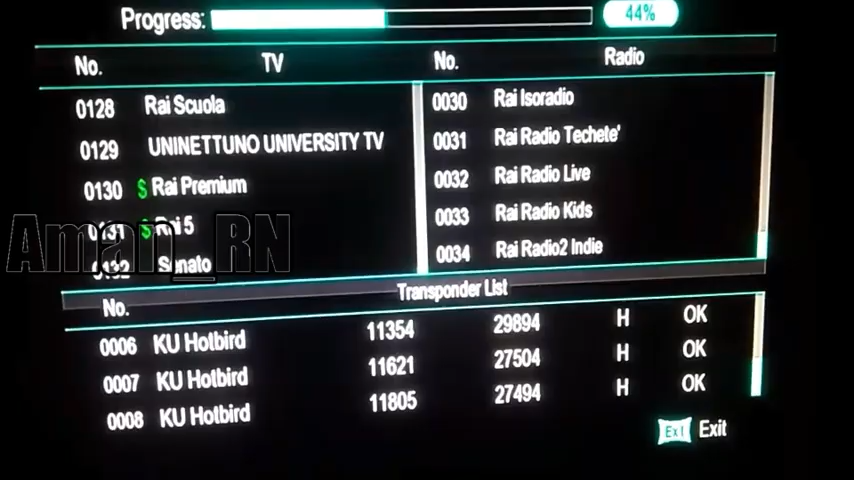 Progress: 44%
No. TV No. Radio
0128 Rai Scuola 0030 Rai Isoradio
0129 UNINETTUNO UNIVERSITY TV 0031 Rai Radio Techete'
0130 $ Rai Premium 0032 Rai Radio Live
0131 $ Rai 5 0033 Rai Radio Kids
0132 Senato 0034 Rai Radio2 Indie
Aman_RN
No. Transponder List
0006 KU Hotbird 11354 29894 H OK
0007 KU Hotbird 11621 27504 H OK
0008 KU Hotbird 11805 27494 H OK
Exit Exit